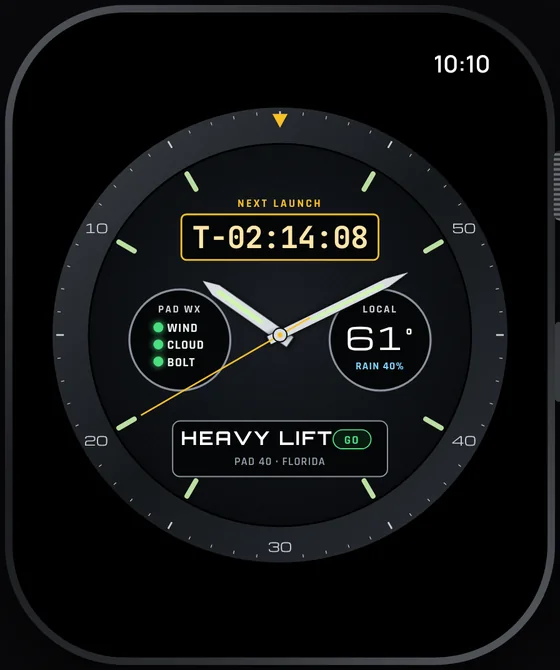 10:10
NEXT LAUNCH
T-02:14:08
10
50
PAD WX
WIND
CLOUD
BOLT
LOCAL
61°
RAIN 40%
20
40
HEAVY LIFT GO
PAD 40 · FLORIDA
30